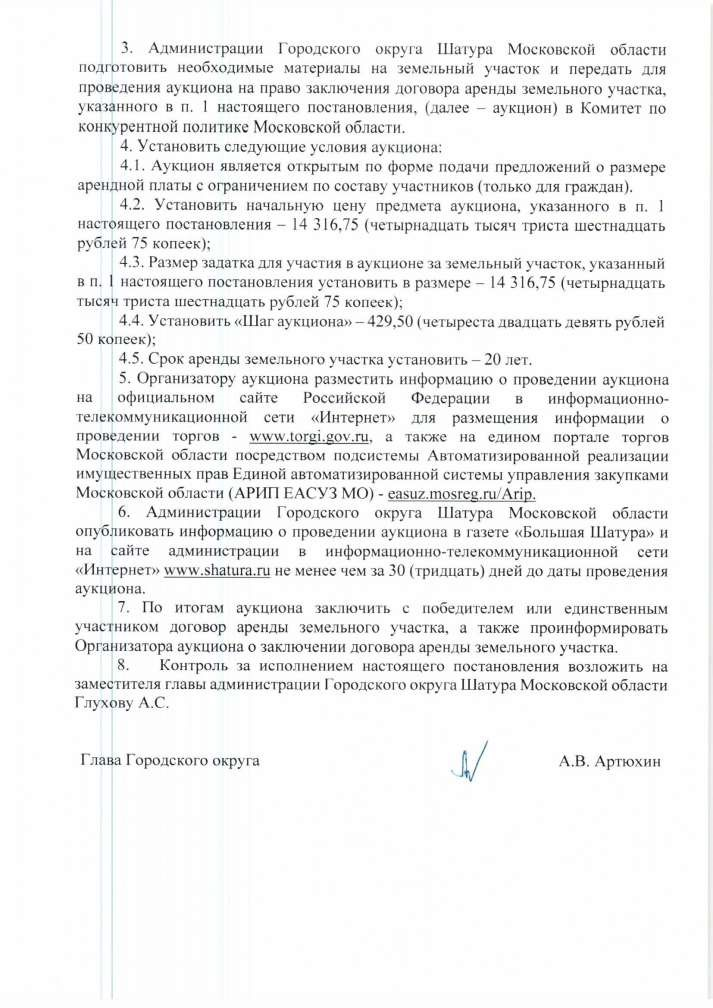 3. Администрации Городского округа Шатура Московской области
подготовить необходимые материалы на земельный участок и передать для
проведения аукциона на право заключения договора аренды земельного участка,
указанного в п. 1 настоящего постановления, (далее – аукцион) в Комитет по
конкурентной политике Московской области.
4. Установить следующие условия аукциона:
4.1. Аукцион является открытым по форме подачи предложений о размере
арендной платы с ограничением по составу участников (только для граждан).
4.2. Установить начальную цену предмета аукциона, указанного в п. 1
настоящего постановления – 14 316,75 (четырнадцать тысяч триста шестнадцать
рублей 75 копеек);
4.3. Размер задатка для участия в аукционе за земельный участок, указанный
в п. 1 настоящего постановления установить в размере – 14 316,75 (четырнадцать
тысяч триста шестнадцать рублей 75 копеек);
4.4. Установить «Шаг аукциона» – 429,50 (четыреста двадцать девять рублей
50 копеек);
4.5. Срок аренды земельного участка установить – 20 лет.
5. Организатору аукциона разместить информацию о проведении аукциона
на официальном сайте Российской Федерации в информационно-
телекоммуникационной сети «Интернет» для размещения информации о
проведении торгов - www.torgi.gov.ru, а также на едином портале торгов
Московской области посредством подсистемы Автоматизированной реализации
имущественных прав Единой автоматизированной системы управления закупками
Московской области (АРИП ЕАСУЗ МО) - easuz.mosreg.ru/Arip.
6. Администрации Городского округа Шатура Московской области
опубликовать информацию о проведении аукциона в газете «Большая Шатура» и
на сайте администрации в информационно-телекоммуникационной сети
«Интернет» www.shatura.ru не менее чем за 30 (тридцать) дней до даты проведения
аукциона.
7. По итогам аукциона заключить с победителем или единственным
участником договор аренды земельного участка, а также проинформировать
Организатора аукциона о заключении договора аренды земельного участка.
8. Контроль за исполнением настоящего постановления возложить на
заместителя главы администрации Городского округа Шатура Московской области
Глухову А.С.
Глава Городского округа А.В. Артюхин